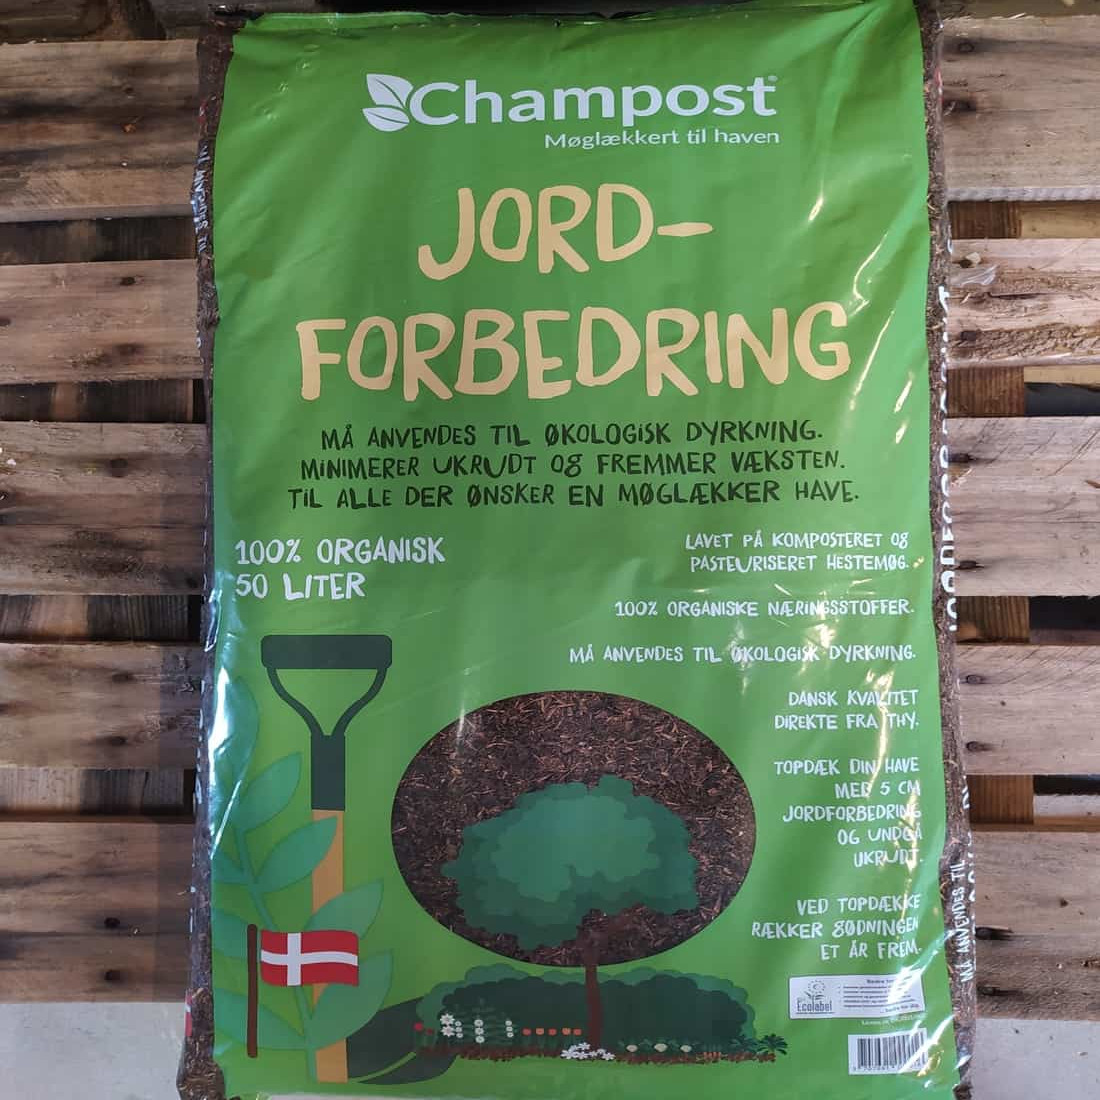 Champost®
Møglækkert til haven
JORD-
FORBEDRING
MÅ ANVENDES TIL ØKOLOGISK DYRKNING.
MINIMERER UKRUDT OG FREMMER VÆKSTEN.
TIL ALLE DER ØNSKER EN MØGLÆKKER HAVE.
100% ORGANISK
50 LITER
LAVET PÅ KOMPOSTERET OG
PASTEURISERET HESTEMØG.
100% ORGANISKE NÆRINGSSTOFFER.
MÅ ANVENDES TIL ØKOLOGISK DYRKNING.
DANSK KVALITET
DIREKTE FRA THY.
TOPDÆK DIN HAVE
MED 5 CM
JORDFORBEDRING
OG UNDGÅ
UKRUDT.
VED TOPDÆKKE
RÆKKER GØDNINGEN
ET ÅR FREM.
Ecolabel
MÅ ANVENDES TIL